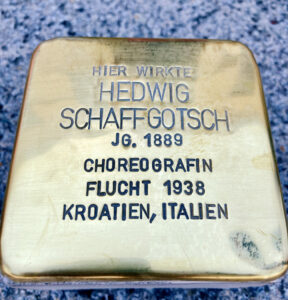 HIER WIRKTE
HEDWIG
SCHAFFGOTSCH
JG. 1889
CHOREOGRAFIN
FLUCHT 1938
KROATIEN, ITALIEN